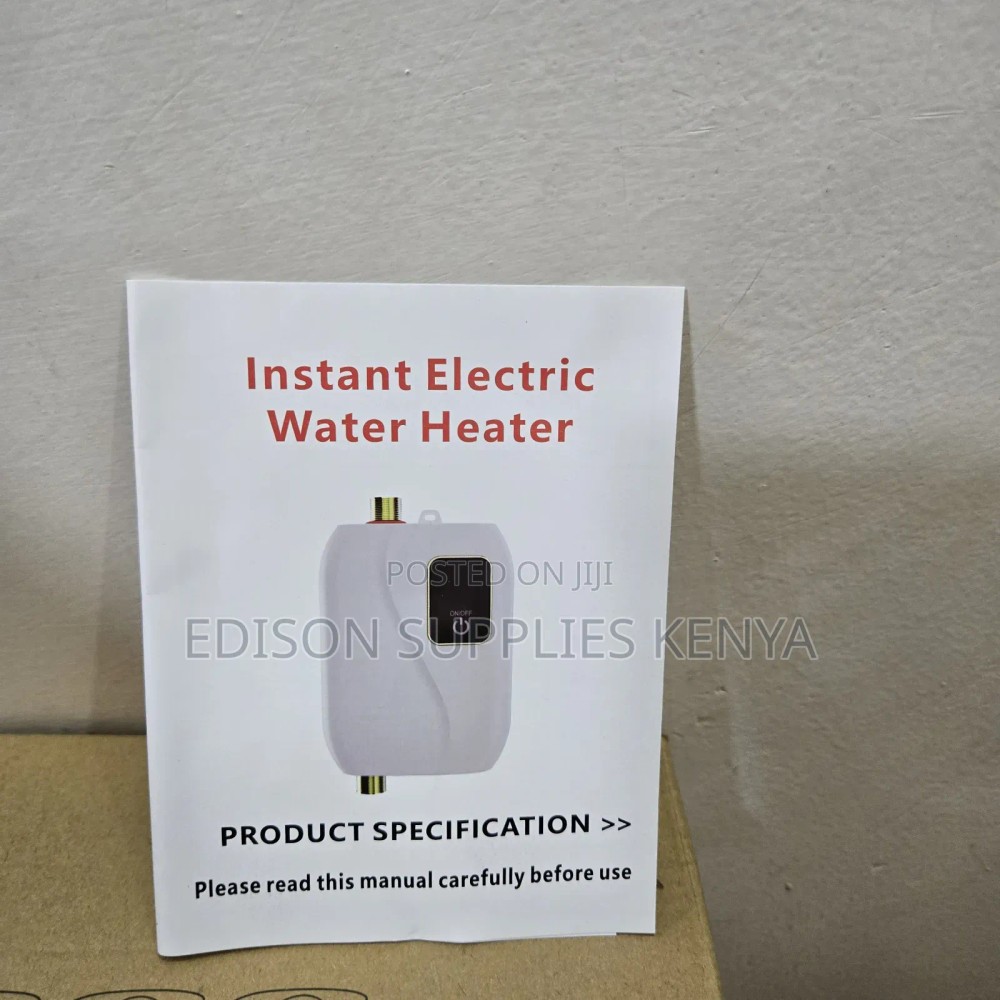 Instant Electric
Water Heater
POSTED ON JIJI
ON/OFF
EDISON SUPPLIES KENYA
PRODUCT SPECIFICATION >>
Please read this manual carefully before use